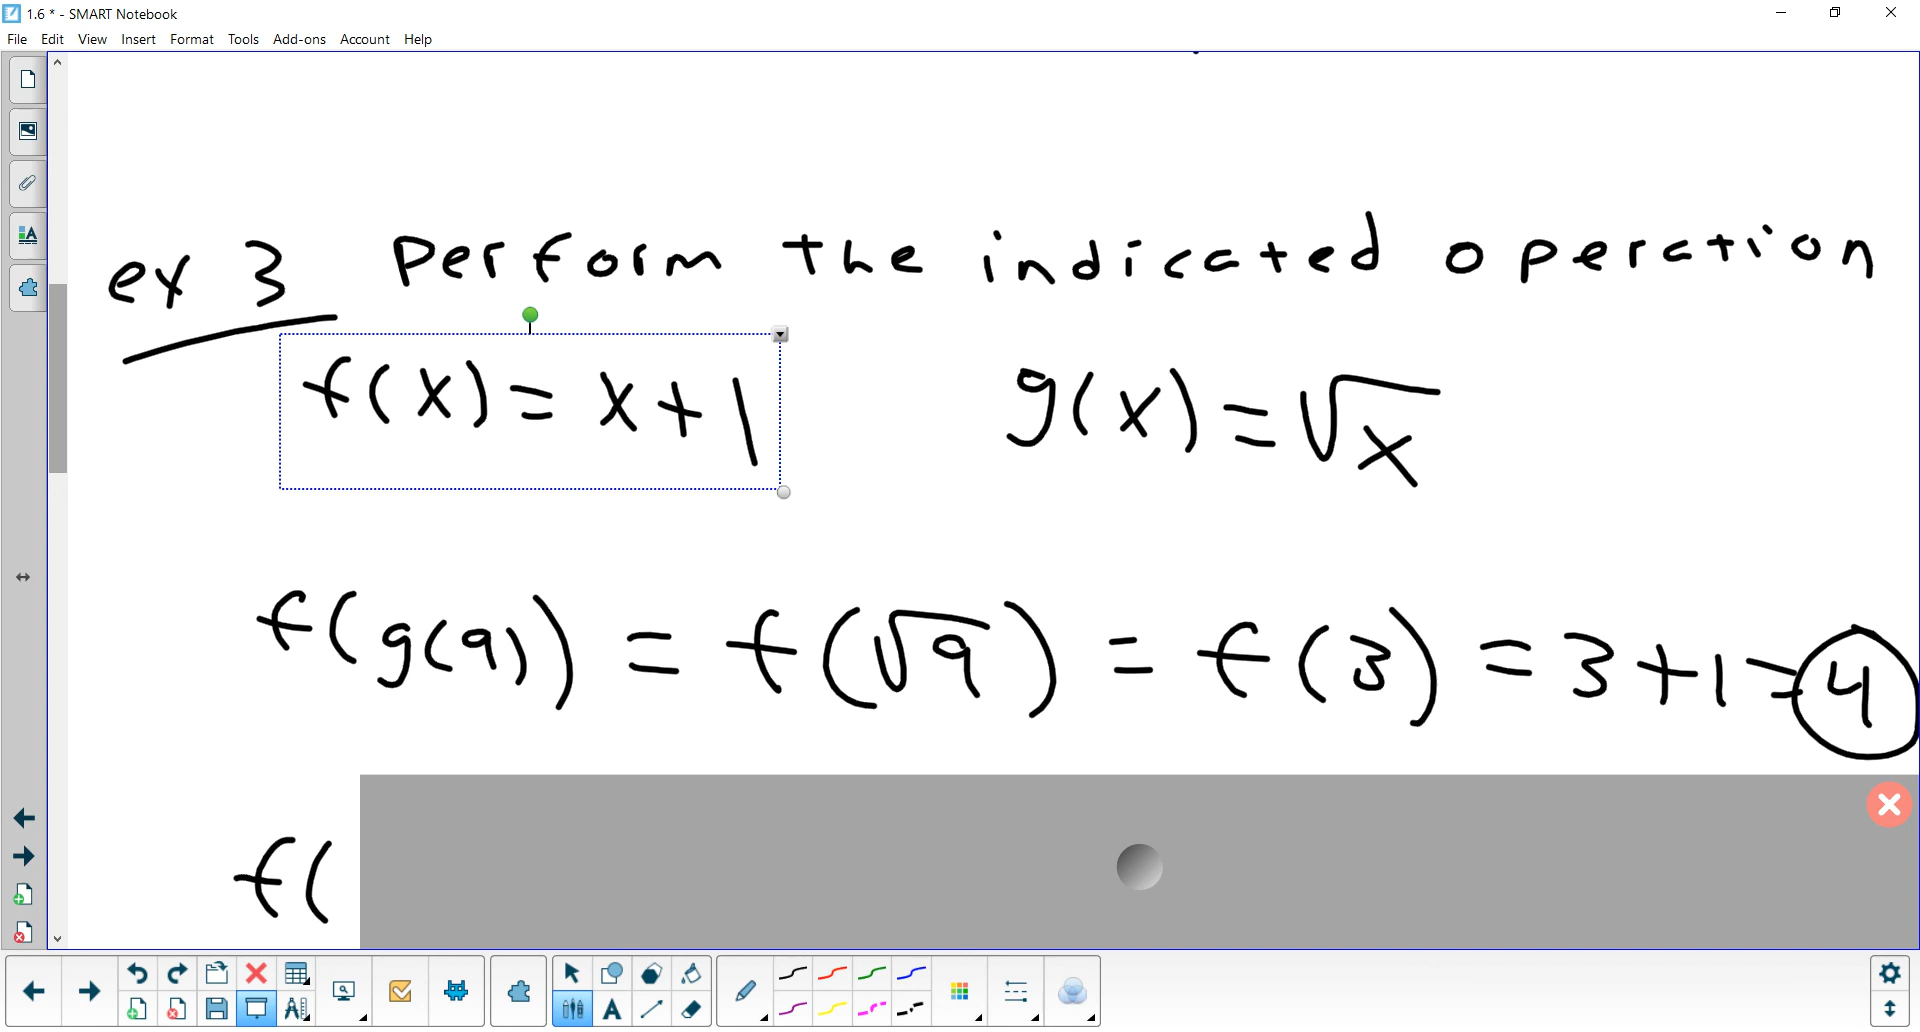 1.6 * - SMART Notebook
File Edit View Insert Format Tools Add-ons Account Help
ex 3 Perform the indicated operation
f(x) = x+1 g(x) = √x
f(g(9)) = f(√9) = f(3) = 3+1 = 4
f(